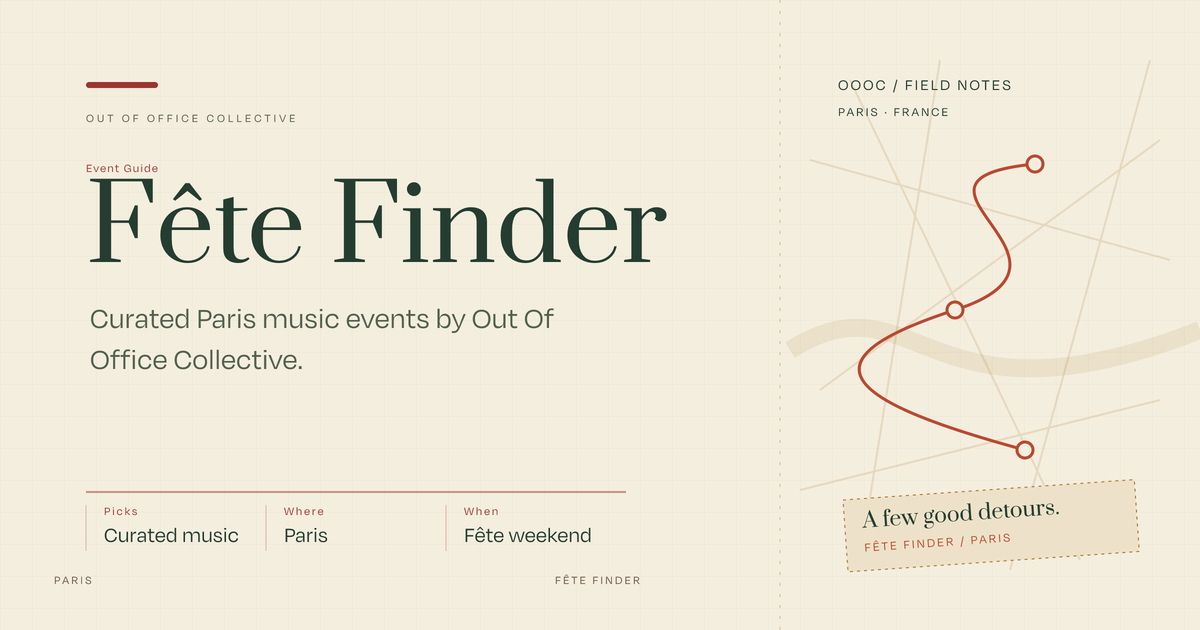 OUT OF OFFICE COLLECTIVE
Event Guide
Fête Finder
Curated Paris music events by Out Of
Office Collective.
Picks
Curated music
Where
Paris
When
Fête weekend
PARIS
FÊTE FINDER
OOOC / FIELD NOTES
PARIS · FRANCE
A few good detours.
FÊTE FINDER / PARIS